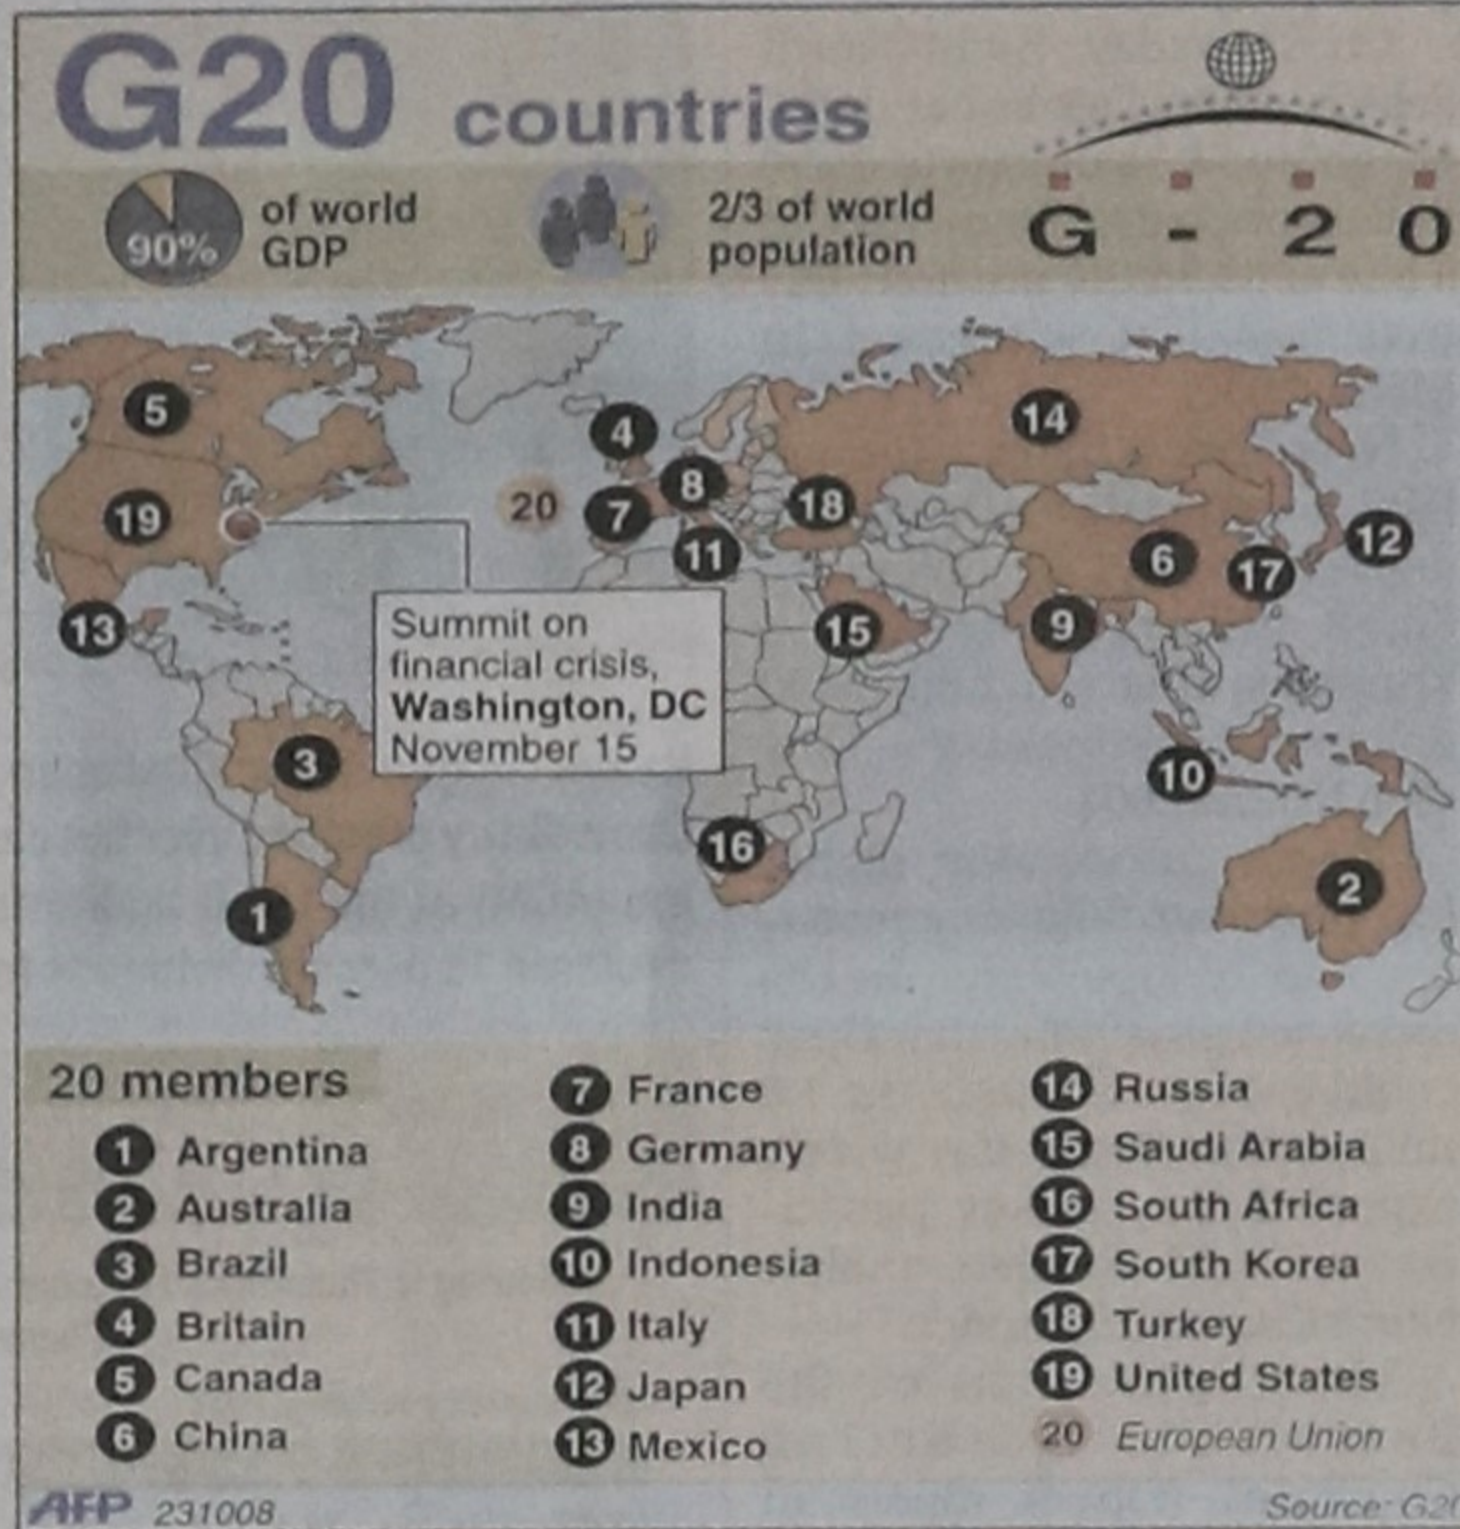 G20 countries
90% of world
GDP
2/3 of world
population
G - 20
5
4
14
19
20
7
8
18
11
6
17
12
13
15
9
Summit on
financial crisis,
Washington, DC
November 15
3
10
16
2
1
20 members
1 Argentina
2 Australia
3 Brazil
4 Britain
5 Canada
6 China
7 France
8 Germany
9 India
10 Indonesia
11 Italy
12 Japan
13 Mexico
14 Russia
15 Saudi Arabia
16 South Africa
17 South Korea
18 Turkey
19 United States
20 European Union
AFP 231008
Source: G20